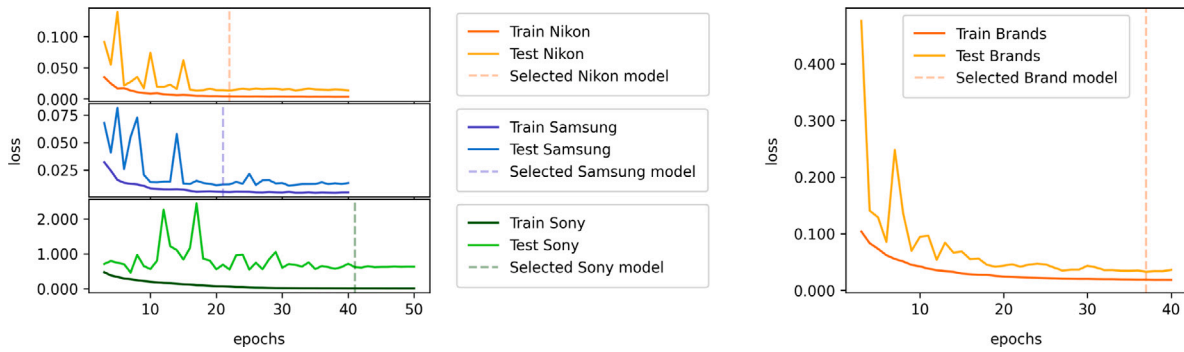 0.100
0.050
0.000
Train Nikon
Test Nikon
Selected Nikon model
loss
0.075
0.050
0.025
Train Samsung
Test Samsung
Selected Samsung model
2.000
1.000
0.000
Train Sony
Test Sony
Selected Sony model
10 20 30 40 50
epochs
0.400
0.300
0.200
0.100
0.000
loss
Train Brands
Test Brands
Selected Brand model
10 20 30 40
epochs